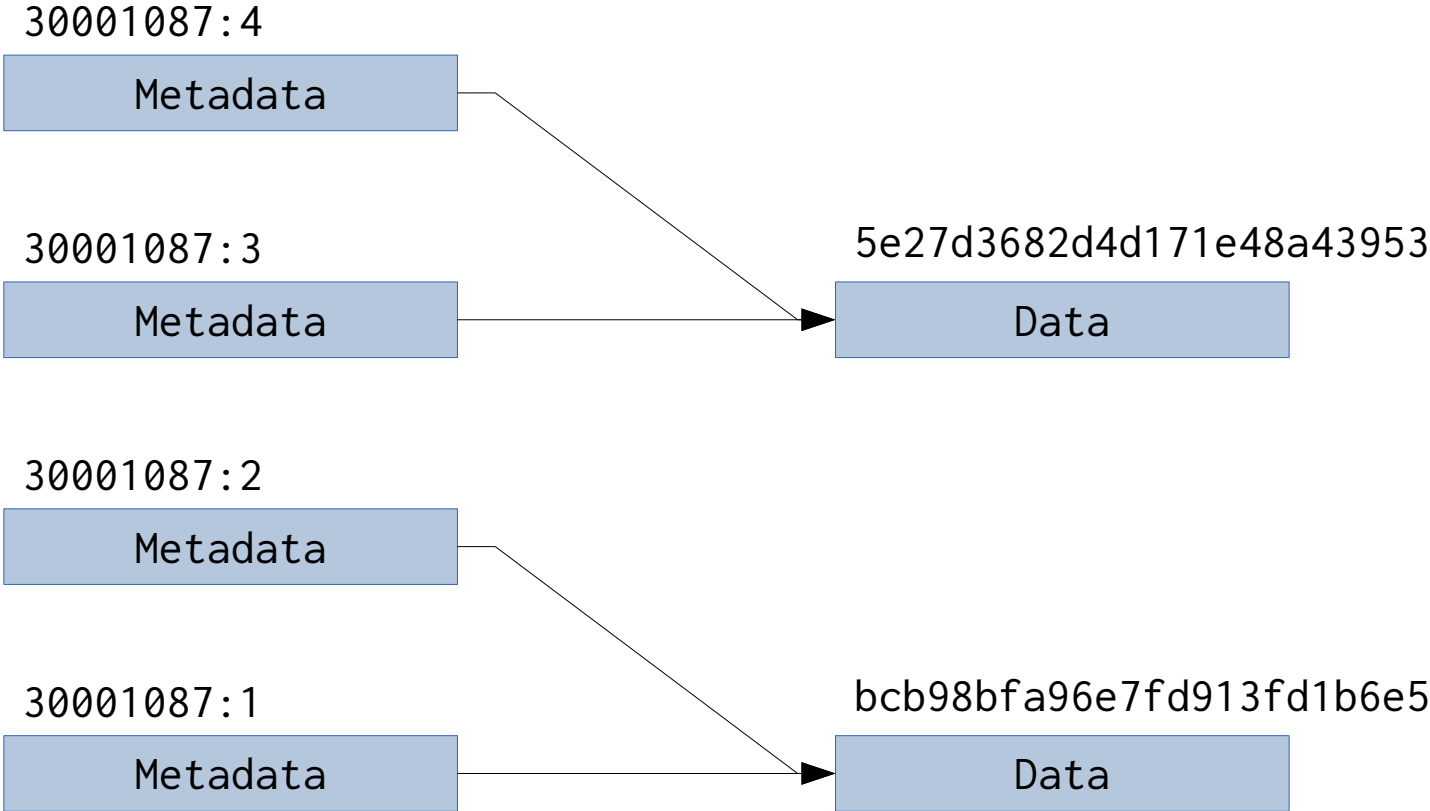 30001087:4
Metadata
30001087:3
5e27d3682d4d171e48a43953
Metadata
Data
30001087:2
Metadata
30001087:1
bcb98bfa96e7fd913fd1b6e5
Metadata
Data